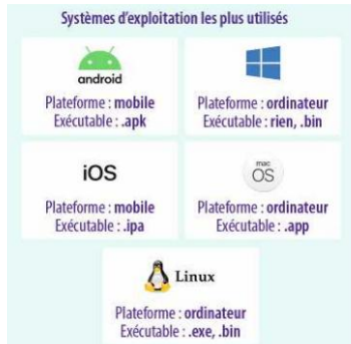 Systèmes d'exploitation les plus utilisés
android
Plateforme : mobile
Exécutable : .apk
Plateforme : ordinateur
Exécutable : rien, .bin
iOS
Plateforme : mobile
Exécutable : .ipa
mac
OS
Plateforme : ordinateur
Exécutable : .app
Linux
Plateforme : ordinateur
Exécutable : .exe, .bin